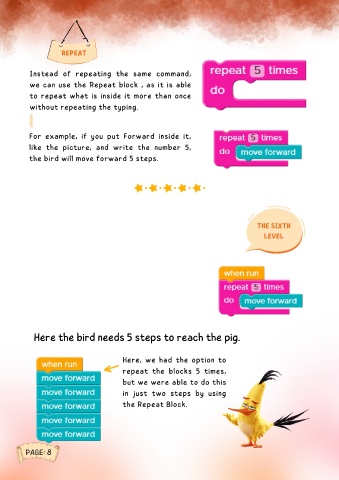 REPEAT
Instead of repeating the same command,
we can use the Repeat block , as it is able
to repeat what is inside it more than once
without repeating the typing.
repeat 5 times
do
For example, if you put Forward inside it,
like the picture, and write the number 5,
the bird will move forward 5 steps.
repeat 5 times
do move forward
THE SIXTH
LEVEL
when run
repeat 5 times
do move forward
Here the bird needs 5 steps to reach the pig.
when run
move forward
move forward
move forward
move forward
move forward
Here, we had the option to
repeat the blocks 5 times,
but we were able to do this
in just two steps by using
the Repeat Block.
PAGE: 8